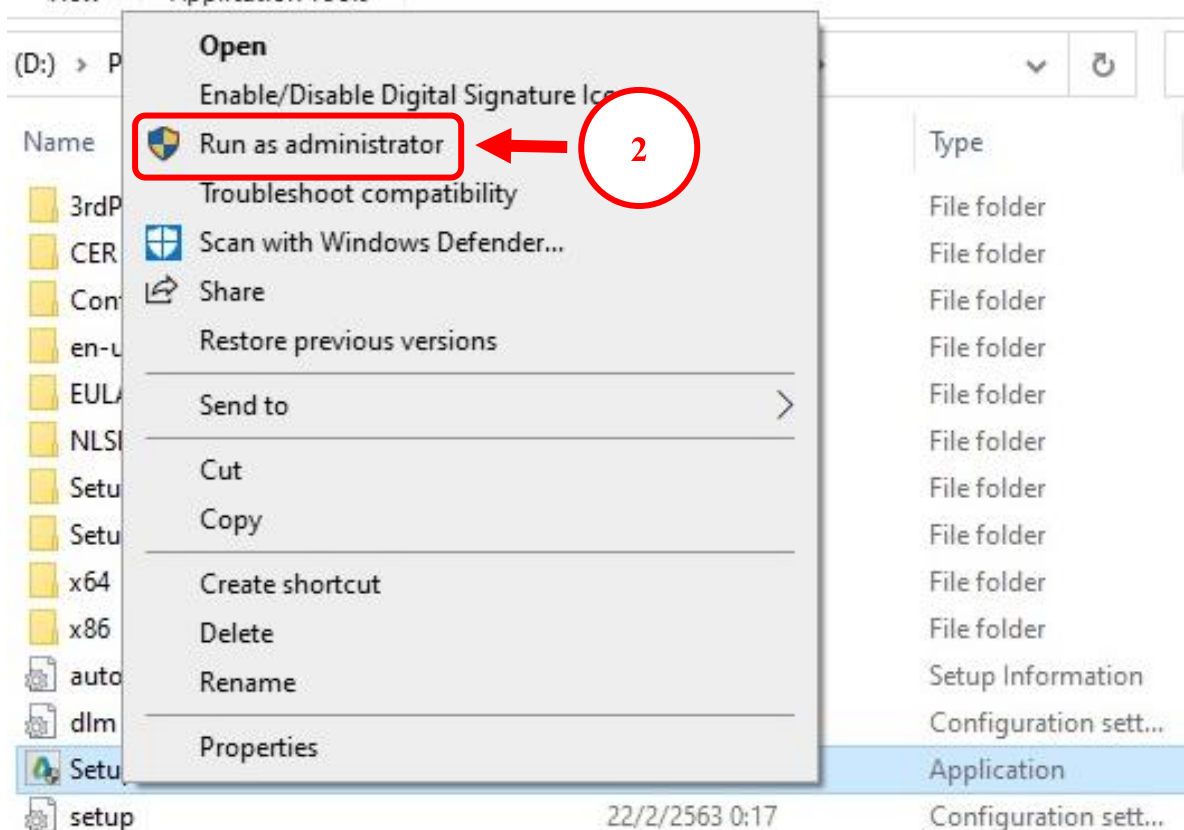 (D:) > P
Open
Enable/Disable Digital Signature Ico
Name
Run as administrator
2
Type
Troubleshoot compatibility
3rdP
File folder
Scan with Windows Defender...
CER
File folder
Share
Con
File folder
Restore previous versions
en-u
File folder
EULA
File folder
Send to
NLSI
File folder
Cut
Setu
File folder
Copy
Setu
File folder
Create shortcut
x64
File folder
Delete
x86
File folder
Rename
auto
Setup Information
dlm
Configuration sett...
Properties
Setu
Application
setup
22/2/2563 0:17
Configuration sett...